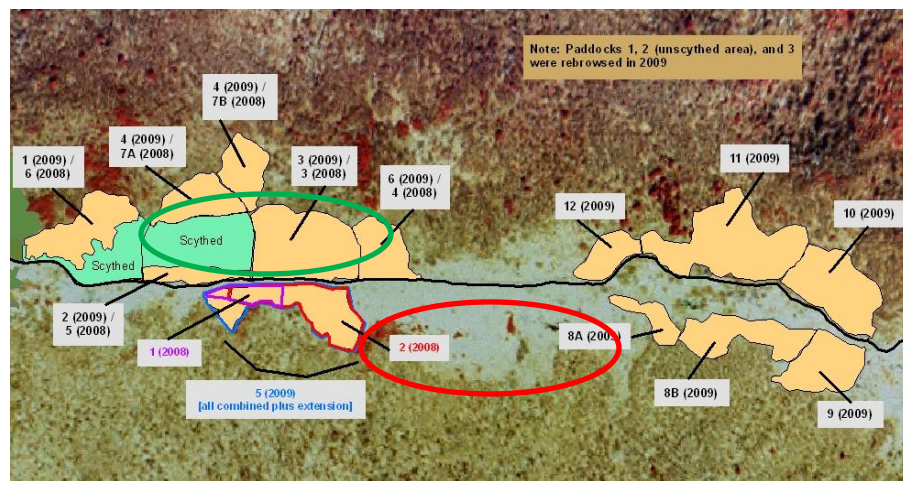 Note: Paddocks 1, 2 (unscythed area), and 3
were rebrowsed in 2009
4 (2009) /
7B (2008)
4 (2009) /
7A (2008)
3 (2009) /
3 (2008)
1 (2009) /
6 (2008)
6 (2009) /
4 (2008)
11 (2009)
12 (2009)
10 (2009)
Scythed
Scythed
2 (2009) /
5 (2008)
1 (2008)
2 (2008)
8A (2009)
5 (2009)
[all combined plus extension]
8B (2009)
9 (2009)